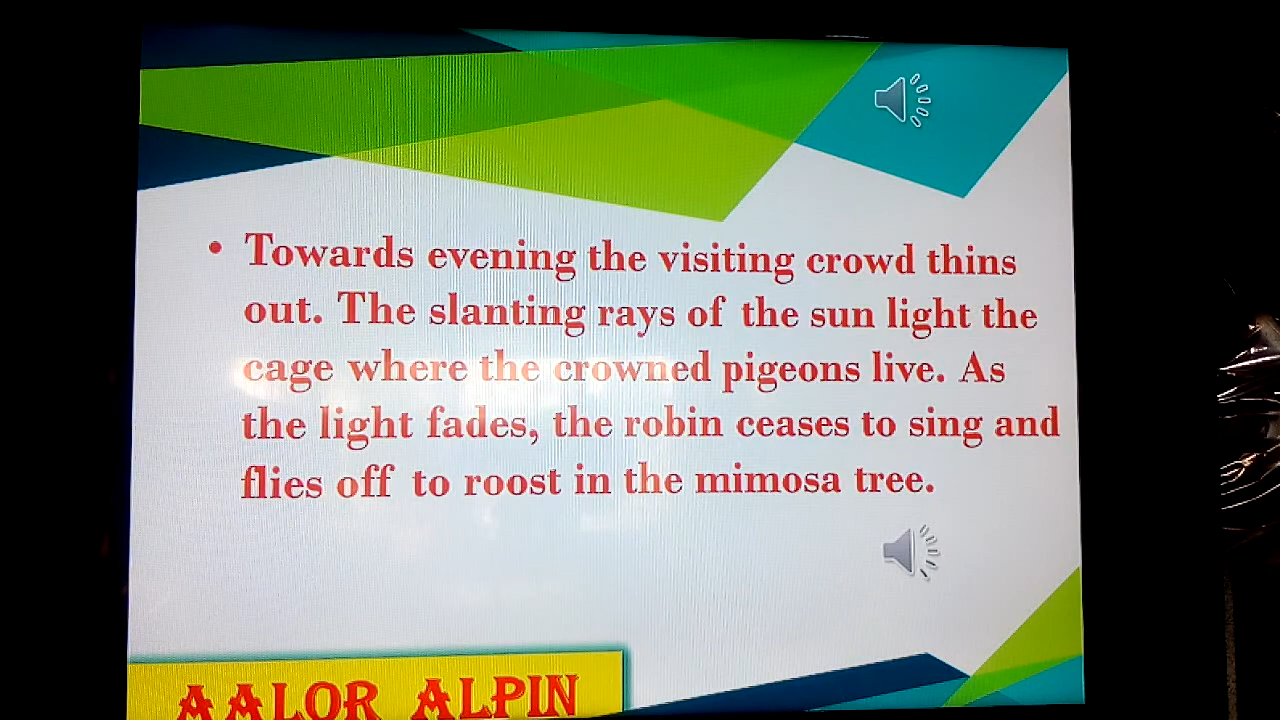 • Towards evening the visiting crowd thins
out. The slanting rays of the sun light the
cage where the crowned pigeons live. As
the light fades, the robin ceases to sing and
flies off to roost in the mimosa tree.
AALOR ALPIN